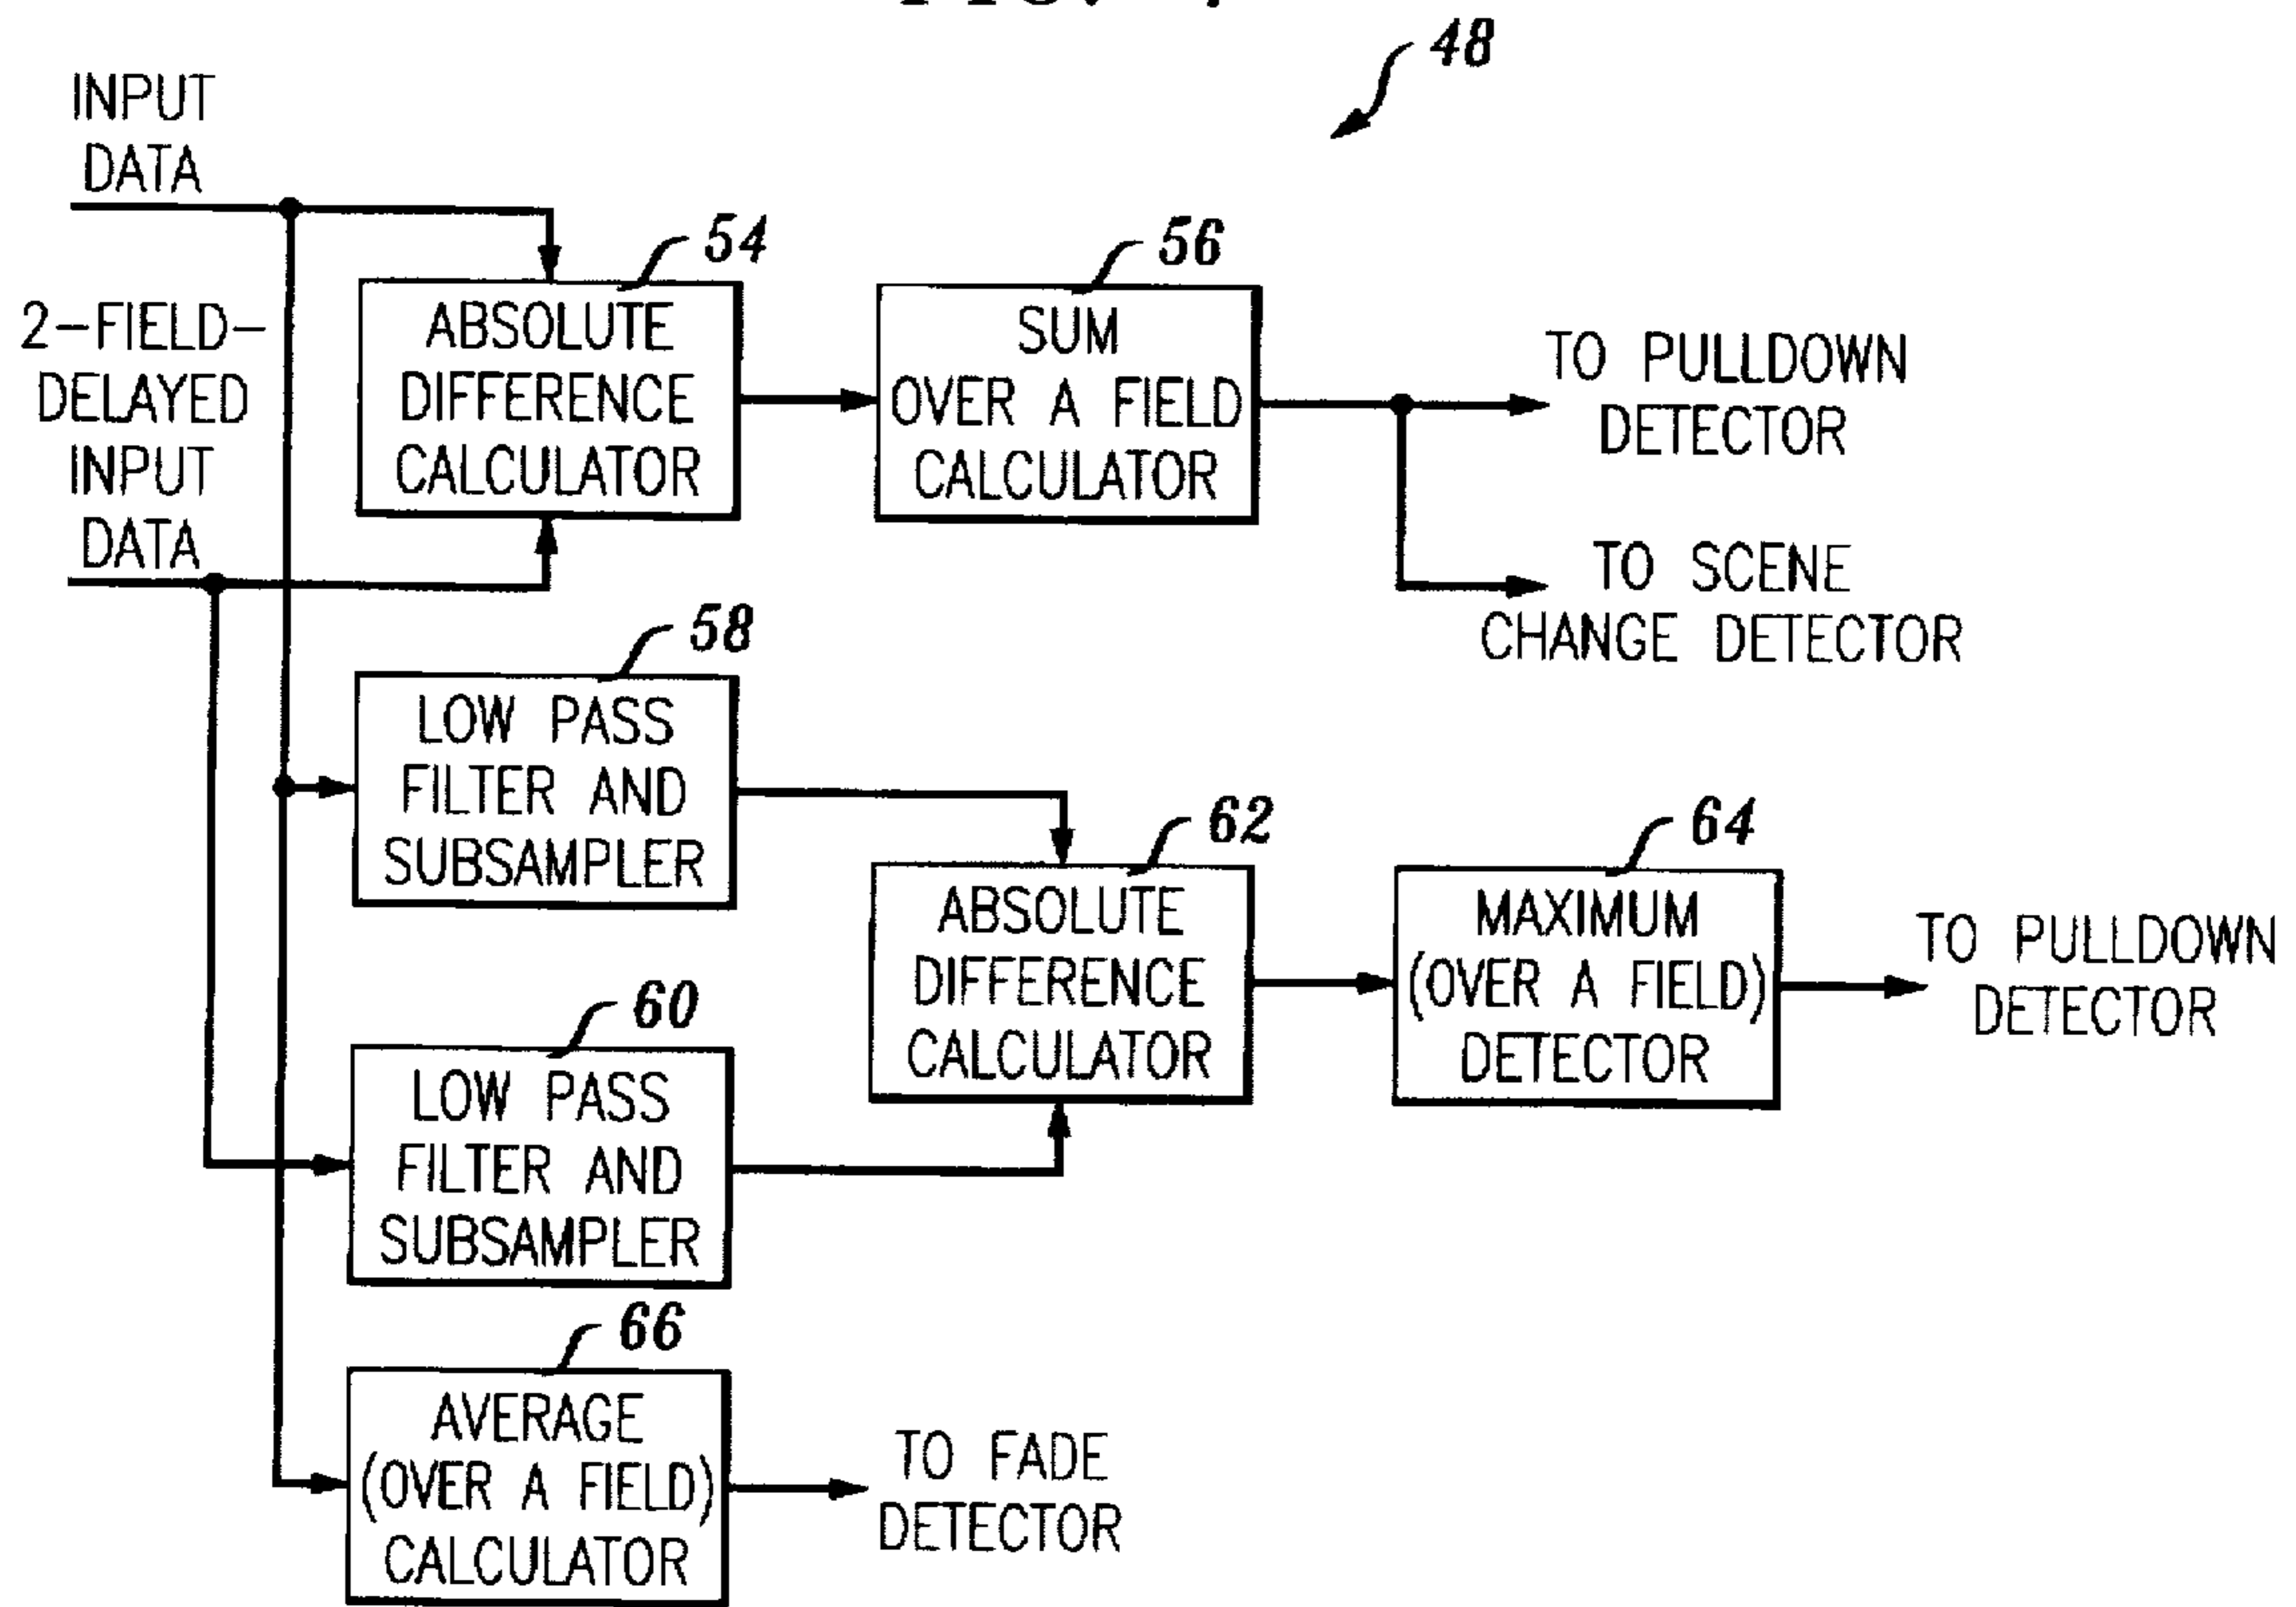 48
INPUT
DATA
54
56
2-FIELD-
DELAYED
INPUT
DATA
ABSOLUTE
DIFFERENCE
CALCULATOR
SUM
OVER A FIELD
CALCULATOR
TO PULLDOWN
DETECTOR
TO SCENE
CHANGE DETECTOR
58
LOW PASS
FILTER AND
SUBSAMPLER
62
64
ABSOLUTE
DIFFERENCE
CALCULATOR
MAXIMUM
(OVER A FIELD)
DETECTOR
TO PULLDOWN
DETECTOR
60
LOW PASS
FILTER AND
SUBSAMPLER
66
AVERAGE
(OVER A FIELD)
CALCULATOR
TO FADE
DETECTOR